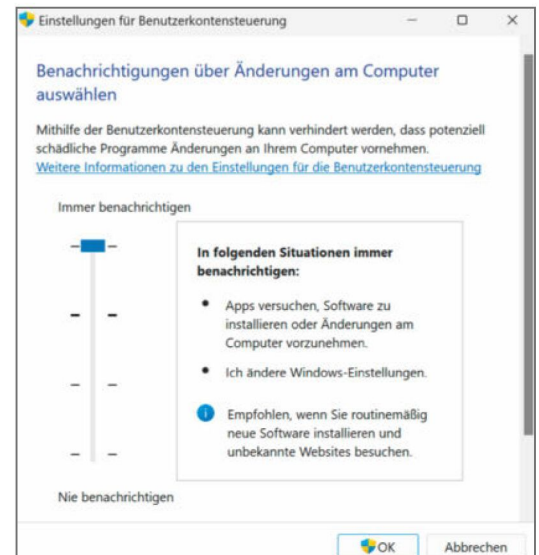 Einstellungen für Benutzerkontensteuerung
Benachrichtigungen über Änderungen am Computer
auswählen
Mithilfe der Benutzerkontensteuerung kann verhindert werden, dass potenziell
schädliche Programme Änderungen an Ihrem Computer vornehmen.
Weitere Informationen zu den Einstellungen für die Benutzerkontensteuerung
Immer benachrichtigen
In folgenden Situationen immer
benachrichtigen:
• Apps versuchen, Software zu
installieren oder Änderungen am
Computer vorzunehmen.
• Ich ändere Windows-Einstellungen.
Empfohlen, wenn Sie routinemäßig
neue Software installieren und
unbekannte Websites besuchen.
Nie benachrichtigen
OK
Abbrechen